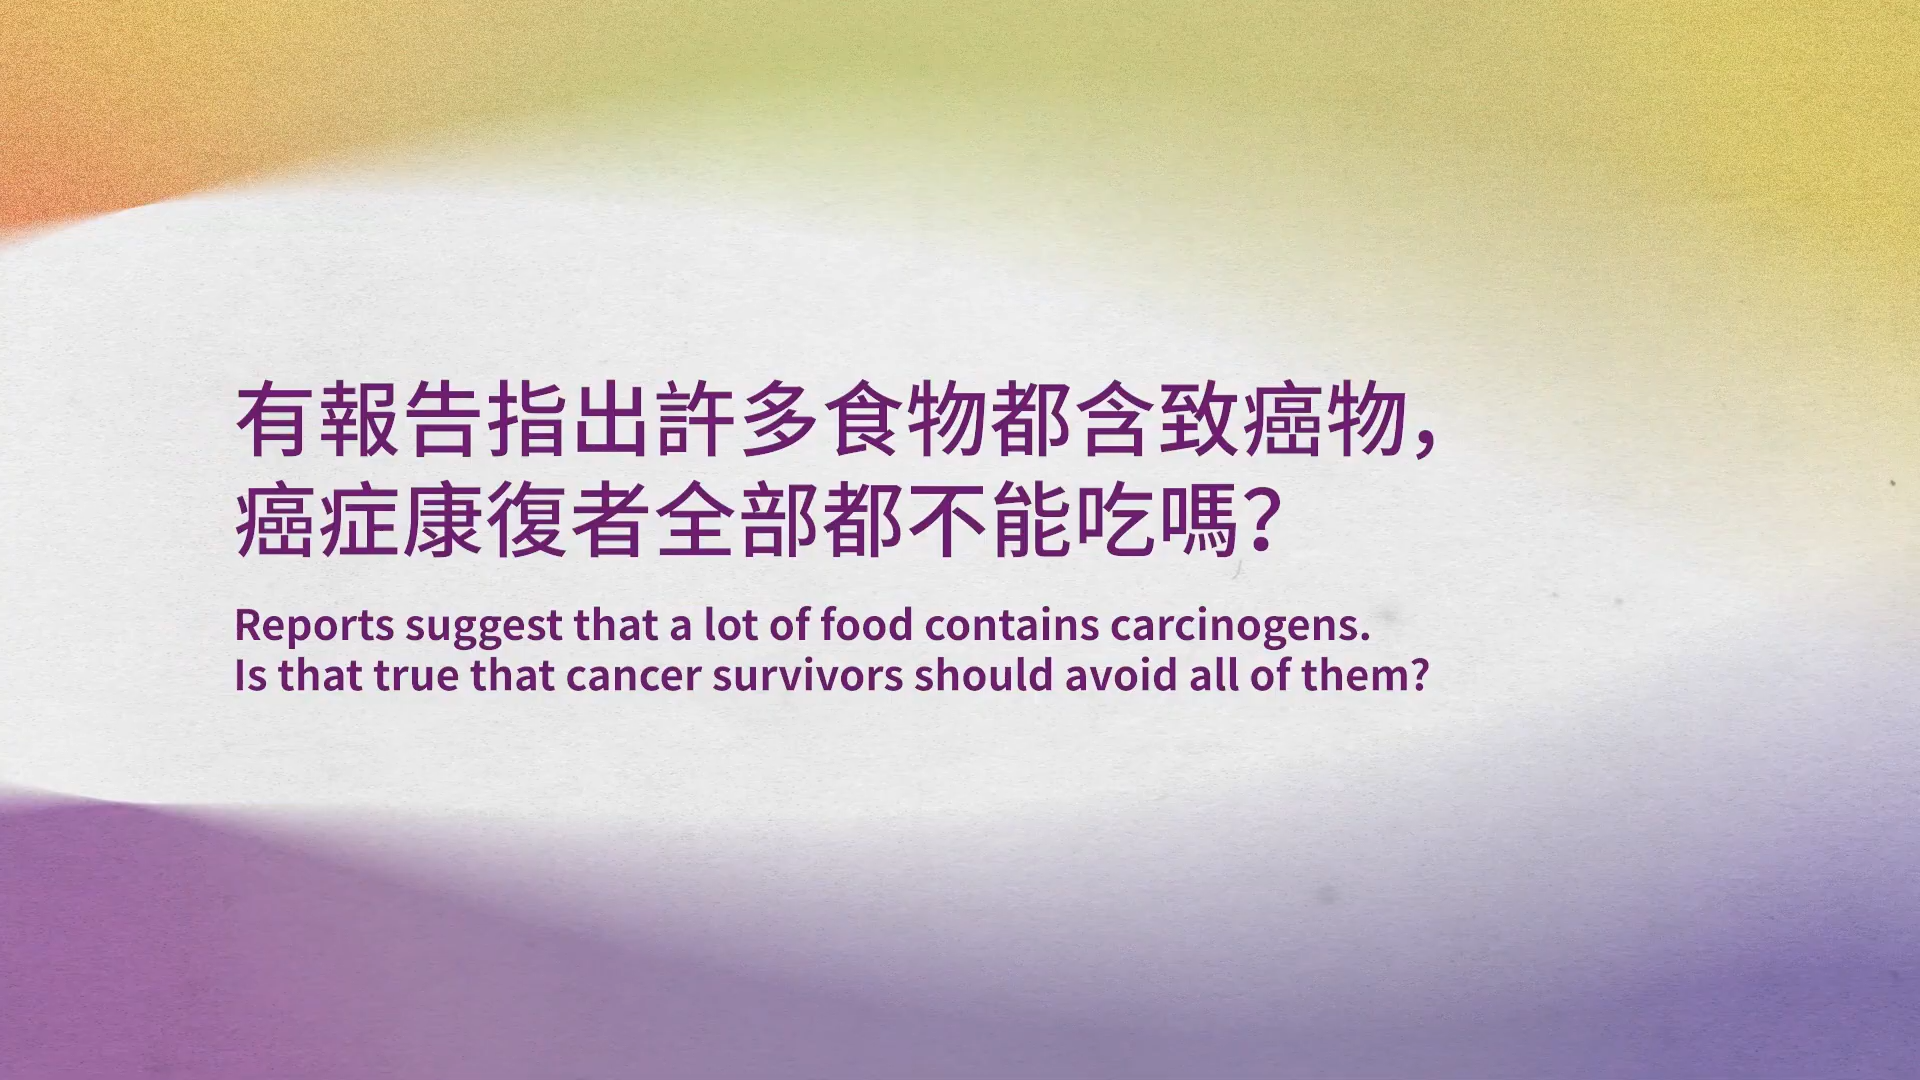 有報告指出許多食物都含致癌物，
癌症康復者全部都不能吃嗎？
Reports suggest that a lot of food contains carcinogens.
Is that true that cancer survivors should avoid all of them?